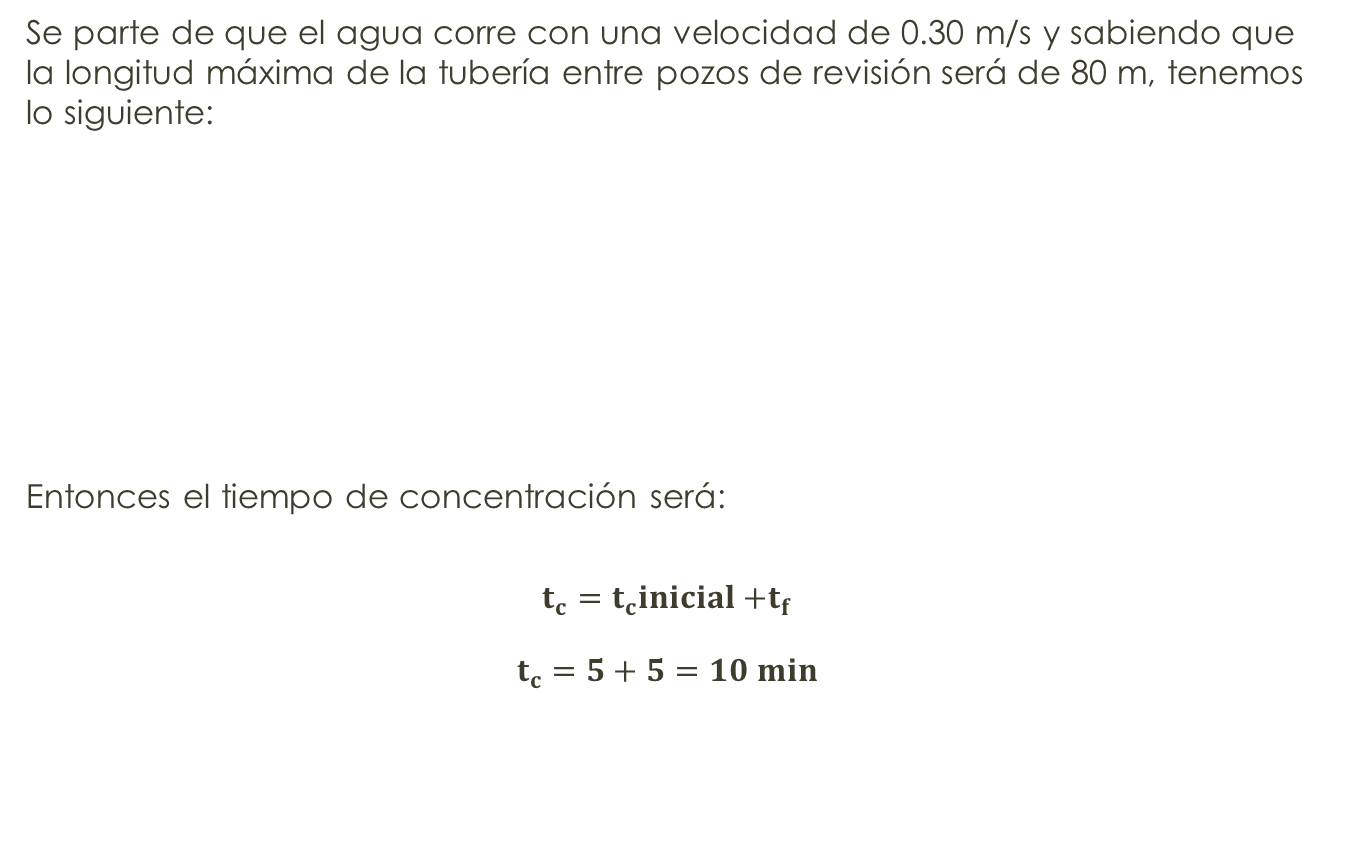 Se parte de que el agua corre con una velocidad de 0.30 m/s y sabiendo que
la longitud máxima de la tubería entre pozos de revisión será de 80 m, tenemos
lo siguiente:
Entonces el tiempo de concentración será:
t_c = t_c inicial +t_f
t_c = 5 + 5 = 10 min